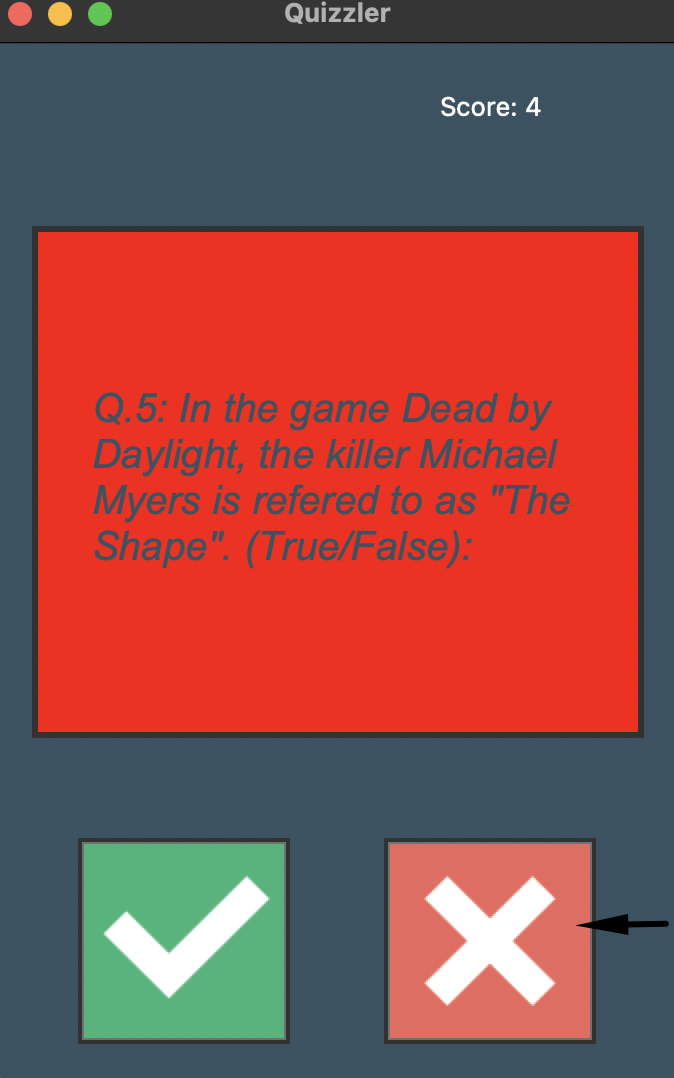 Quizzler
Score: 4
Q.5: In the game Dead by
Daylight, the killer Michael
Myers is refered to as "The
Shape". (True/False):